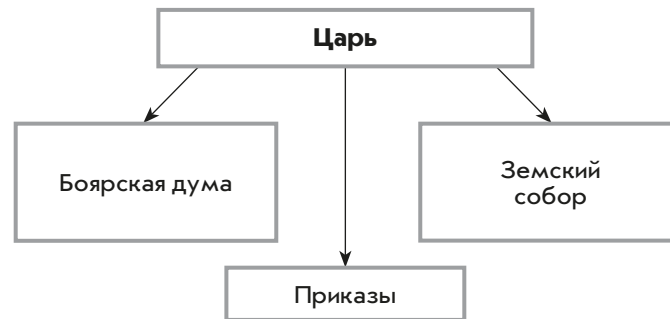 Царь
Боярская дума
Земский
собор
Приказы